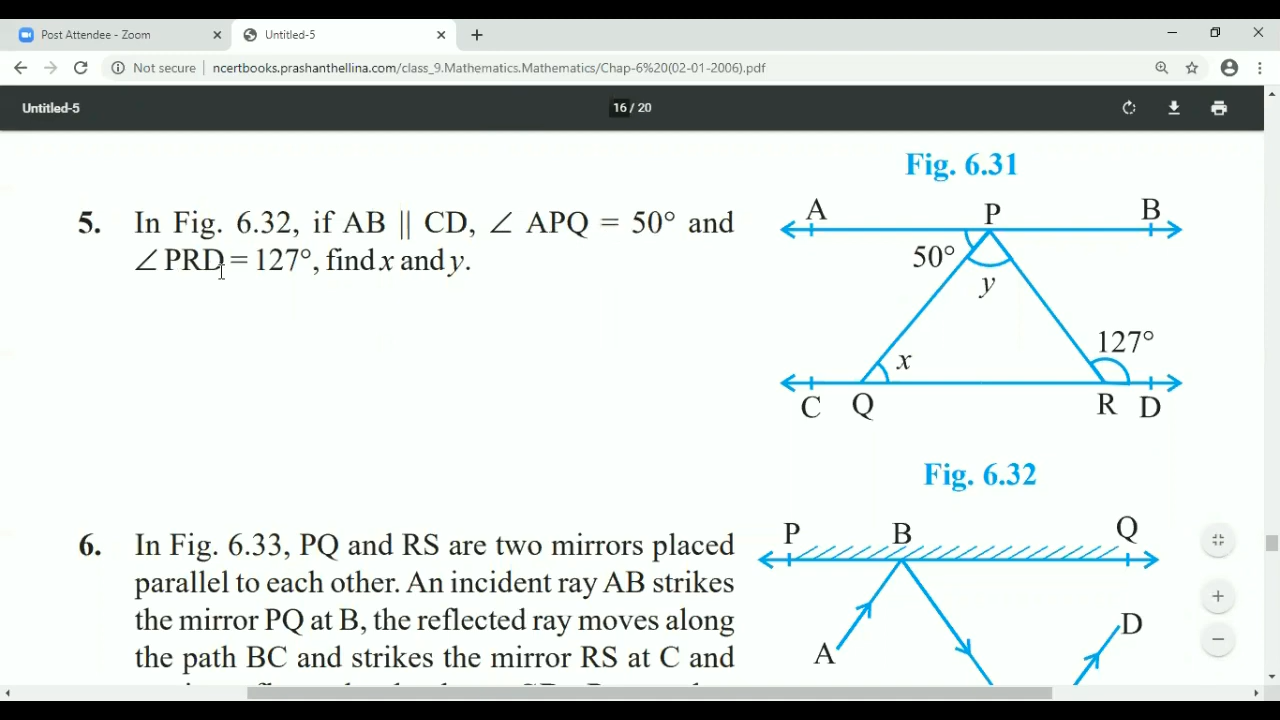 Post Attendee - Zoom
Untitled-5
Not secure
ncertbooks.prashanthellina.com/class_9.Mathematics.Mathematics/Chap-6%20(02-01-2006).pdf
Untitled-5
16 / 20
Fig. 6.31
5. In Fig. 6.32, if AB || CD, ∠ APQ = 50° and
∠ PRD = 127°, find x and y.
A P B
50°
y
127°
x
C Q R D
Fig. 6.32
6. In Fig. 6.33, PQ and RS are two mirrors placed
parallel to each other. An incident ray AB strikes
the mirror PQ at B, the reflected ray moves along
the path BC and strikes the mirror RS at C and
P B Q
D
A